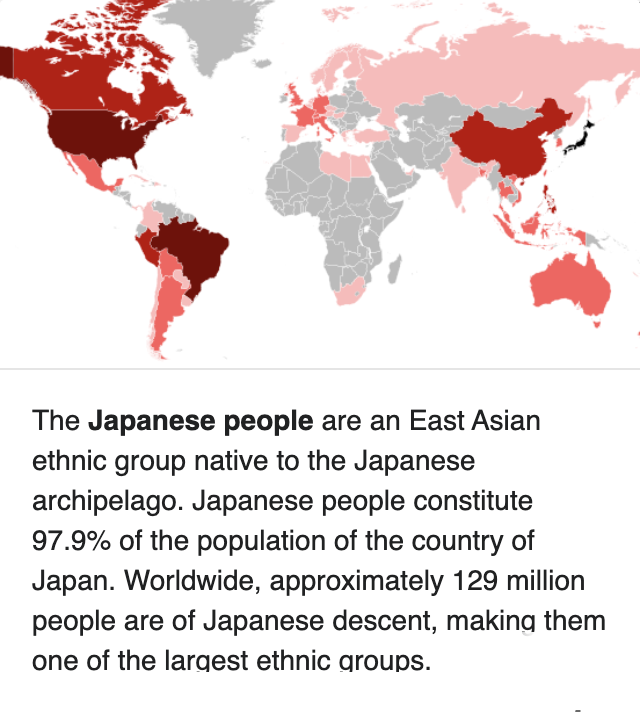 The Japanese people are an East Asian
ethnic group native to the Japanese
archipelago. Japanese people constitute
97.9% of the population of the country of
Japan. Worldwide, approximately 129 million
people are of Japanese descent, making them
one of the largest ethnic groups.